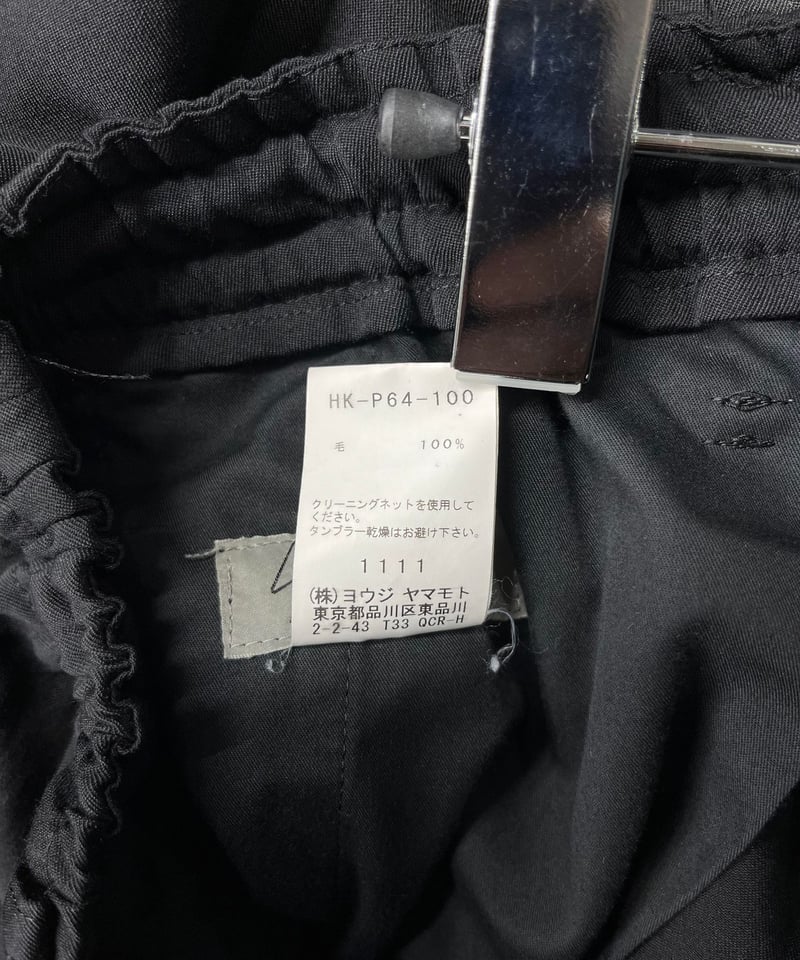 HK-P64-100
毛 100%
クリーニングネットを使用して
ください。
タンブラー乾燥はお避け下さい。
1111
(株)ヨウジ ヤマモト
東京都品川区東品川
2-2-43 T33 QCR-H